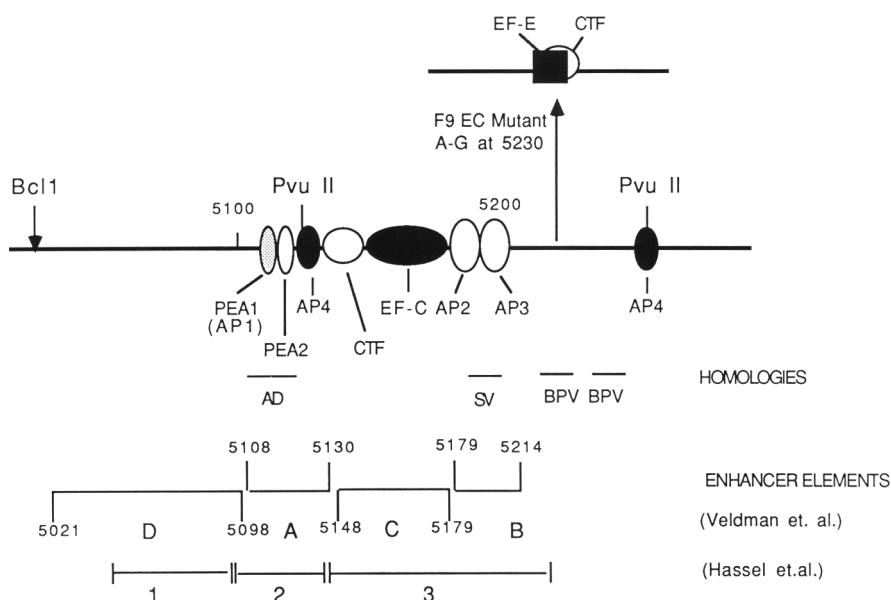 EF-E CTF
F9 EC Mutant
A-G at 5230
Bcl1
Pvu II
Pvu II
5100
5200
PEA1
(AP1)
AP4
EF-C
AP2
AP3
AP4
PEA2
CTF
HOMOLOGIES
AD
SV
BPV
BPV
5108
5130
5179
5214
ENHANCER ELEMENTS
5021
D
5098
A
5148
C
5179
B
(Veldman et. al.)
1
2
3
(Hassel et.al.)